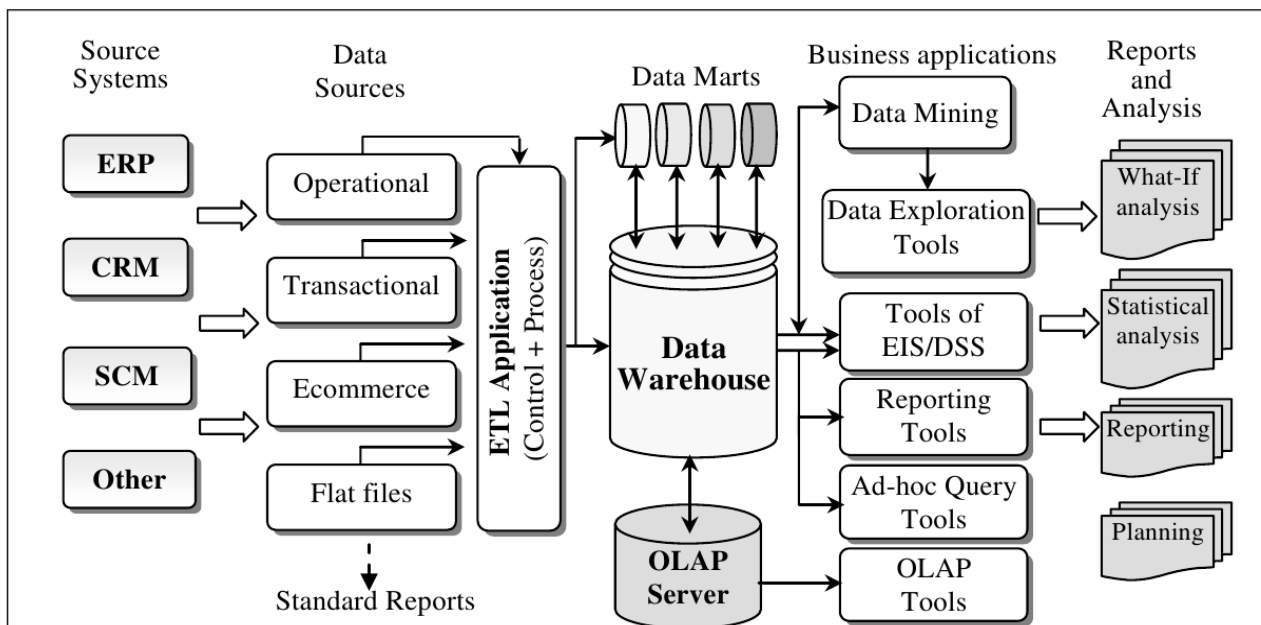 Source
Systems
ERP
CRM
SCM
Other
Data
Sources
Operational
Transactional
Ecommerce
Flat files
Standard Reports
ETL Application
(Control + Process)
Data Marts
Data
Warehouse
OLAP
Server
Business applications
Data Mining
Data Exploration
Tools
Tools of
EIS/DSS
Reporting
Tools
Ad-hoc Query
Tools
OLAP
Tools
Reports
and
Analysis
What-If
analysis
Statistical
analysis
Reporting
Planning